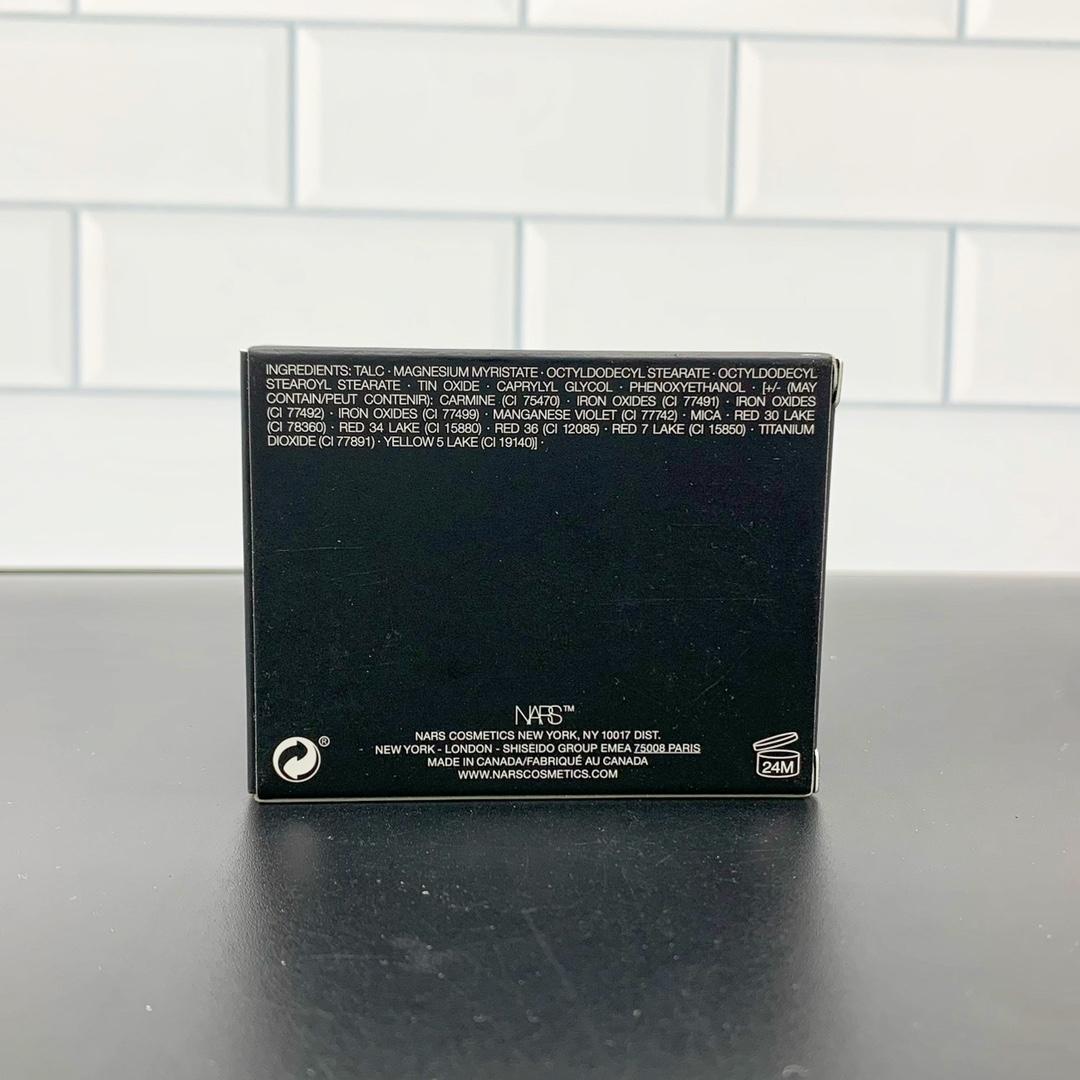 INGREDIENTS: TALC · MAGNESIUM MYRISTATE · OCTYLDODECYL STEARATE · OCTYLDODECYL
STEAROYL STEARATE · TIN OXIDE · CAPRYLYL GLYCOL · PHENOXYETHANOL · [+/- (MAY
CONTAIN/PEUT CONTENIR): CARMINE (CI 75470) · IRON OXIDES (CI 77491) · IRON OXIDES
(CI 77492) · IRON OXIDES (CI 77499) · MANGANESE VIOLET (CI 77742) · MICA · RED 30 LAKE
(CI 78360) · RED 34 LAKE (CI 15880) · RED 36 (CI 12085) · RED 7 LAKE (CI 15850) · TITANIUM
DIOXIDE (CI 77891) · YELLOW 5 LAKE (CI 19140)] ·
NARS™
NARS COSMETICS NEW YORK, NY 10017 DIST.
NEW YORK - LONDON - SHISEIDO GROUP EMEA 75008 PARIS
MADE IN CANADA/FABRIQUÉ AU CANADA
WWW.NARSCOSMETICS.COM
®
24M